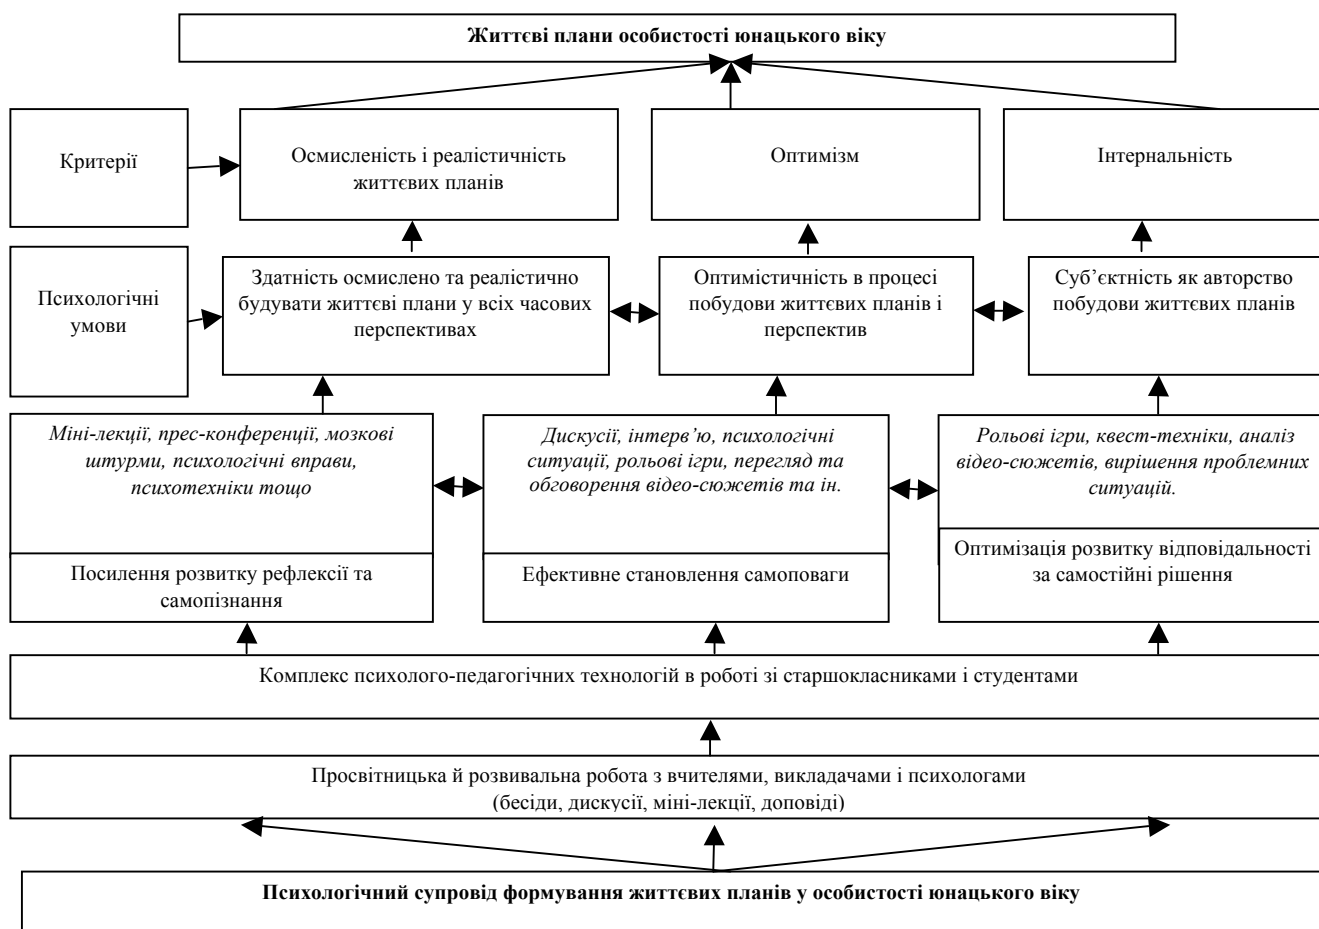 Життєві плани особистості юнацького віку
Критерії
Осмисленість і реалістичність
життєвих планів
Оптимізм
Інтернальність
Психологічні
умови
Здатність осмислено та реалістично
будувати життєві плани у всіх часових
перспективах
Оптимістичність в процесі
побудови життєвих планів і
перспектив
Суб’єктність як авторство
побудови життєвих планів
Міні-лекції, прес-конференції, мозкові
штурми, психологічні вправи,
психотехніки тощо
Дискусії, інтерв’ю, психологічні
ситуації, рольові ігри, перегляд та
обговорення відео-сюжетів та ін.
Рольові ігри, квест-техніки, аналіз
відео-сюжетів, вирішення проблемних
ситуацій.
Посилення розвитку рефлексії та
самопізнання
Ефективне становлення самоповаги
Оптимізація розвитку відповідальності
за самостійні рішення
Комплекс психолого-педагогічних технологій в роботі зі старшокласниками і студентами
Просвітницька й розвивальна робота з вчителями, викладачами і психологами
(бесіди, дискусії, міні-лекції, доповіді)
Психологічний супровід формування життєвих планів у особистості юнацького віку